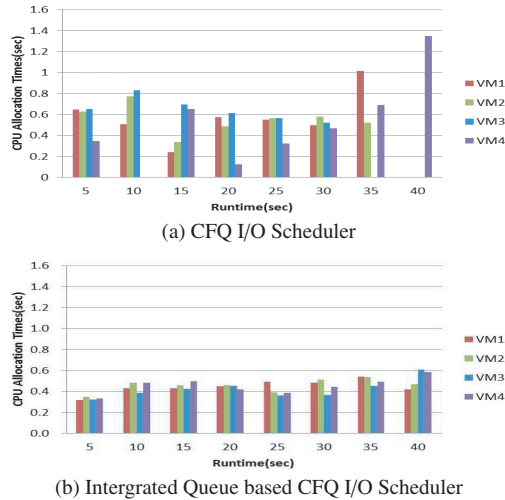 CPU Allocation Times(sec)
1.6
1.4
1.2
1
0.8
0.6
0.4
0.2
0
5 10 15 20 25 30 35 40
Runtime(sec)
VM1
VM2
VM3
VM4
(a) CFQ I/O Scheduler
CPU Allocation Times(sec)
1.6
1.4
1.2
1.0
0.8
0.6
0.4
0.2
0.0
5 10 15 20 25 30 35 40
Runtime(sec)
VM1
VM2
VM3
VM4
(b) Intergrated Queue based CFQ I/O Scheduler